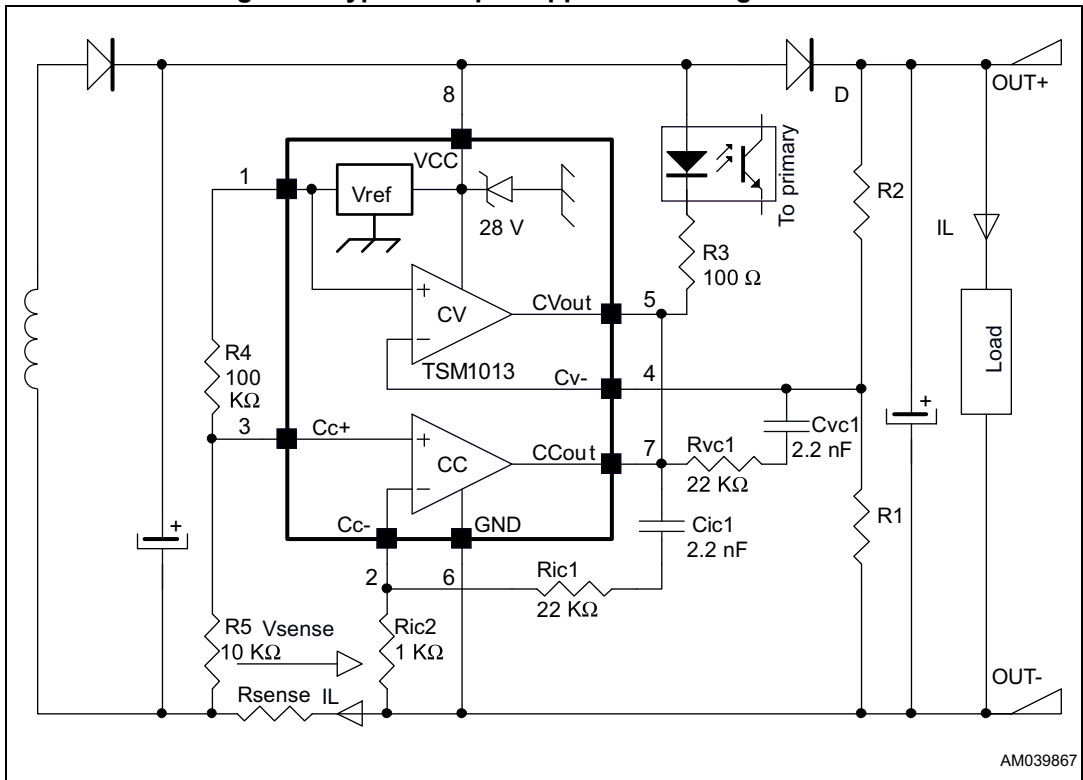 8
D
OUT+
VCC
1
Vref
28 V
To primary
R2
IL
R3
100 Ω
CV
CVout
5
TSM1013
Cv-
4
R4
100
KΩ
Load
3
Cc+
CC
CCout
7
Rvc1
22 KΩ
Cvc1
2.2 nF
R1
Cc-
GND
Cic1
2.2 nF
2
6
Ric1
22 KΩ
R5
10 KΩ
Vsense
Ric2
1 KΩ
Rsense
IL
OUT-
AM039867